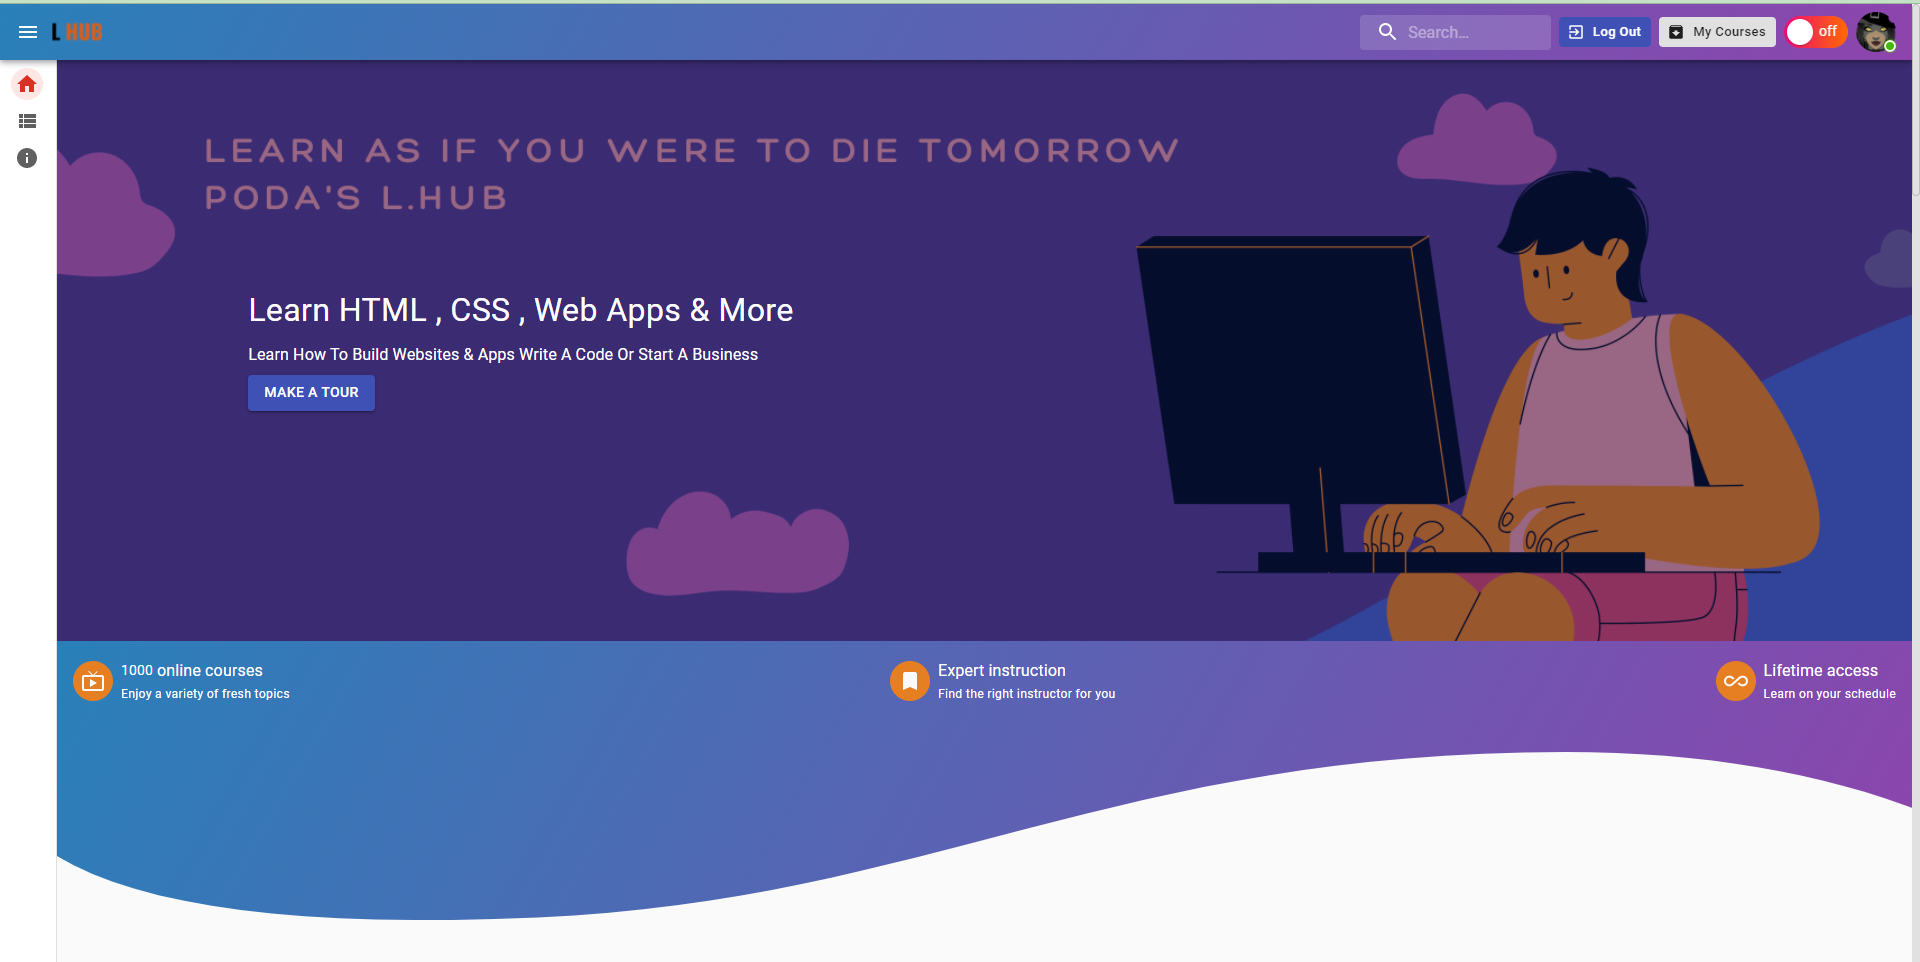 L HUB
Search...
Log Out
My Courses
off
LEARN AS IF YOU WERE TO DIE TOMORROW
PODA'S L.HUB
Learn HTML , CSS , Web Apps & More
Learn How To Build Websites & Apps Write A Code Or Start A Business
MAKE A TOUR
1000 online courses
Enjoy a variety of fresh topics
Expert instruction
Find the right instructor for you
Lifetime access
Learn on your schedule